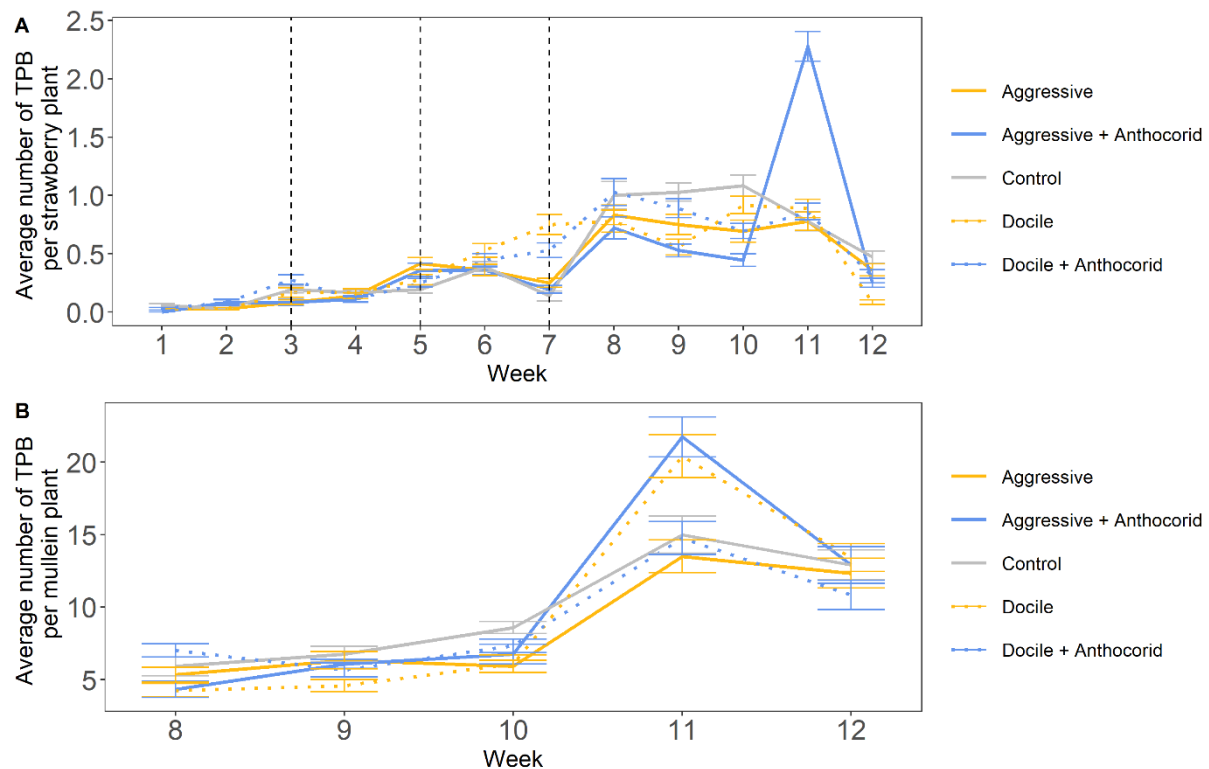 A
Average number of TPB
per strawberry plant
2.5
2.0
1.5
1.0
0.5
0.0
1 2 3 4 5 6 7 8 9 10 11 12
Week
Aggressive
Aggressive + Anthocorid
Control
Docile
Docile + Anthocorid
B
Average number of TPB
per mullein plant
20
15
10
5
8 9 10 11 12
Week
Aggressive
Aggressive + Anthocorid
Control
Docile
Docile + Anthocorid